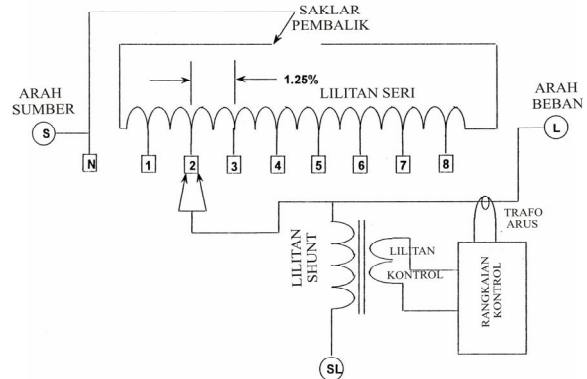 SAKLAR
PEMBALIK
1.25%
LILITAN SERI
ARAH
SUMBER
ARAH
BEBAN
S
L
N
1
2
3
4
5
6
7
8
TRAFO
ARUS
LILITAN
SHUNT
LILITAN
KONTROL
RANGKAIAN
KONTROL
SL